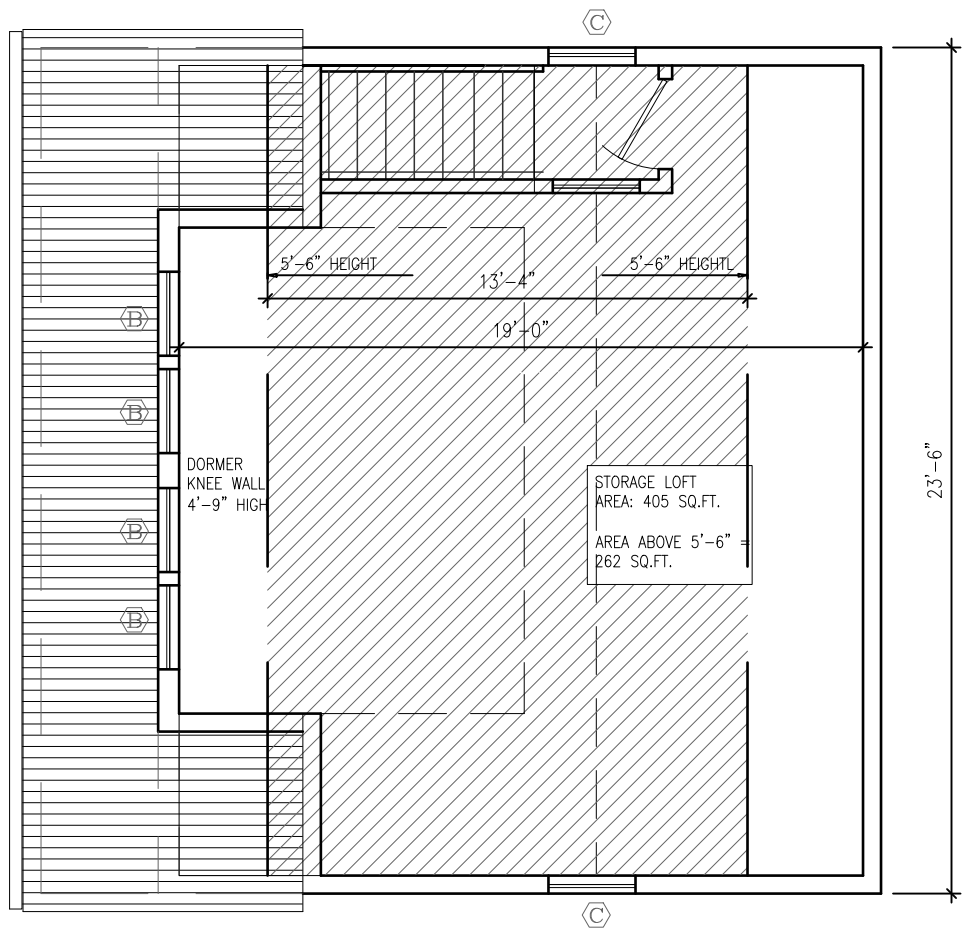 C
5'-6" HEIGHT
5'-6" HEIGHTL
13'-4"
19'-0"
B
B
DORMER
KNEE WALL
4'-9" HIGH
23'-6"
STORAGE LOFT
AREA: 405 SQ.FT.
AREA ABOVE 5'-6" =
262 SQ.FT.
B
B
C